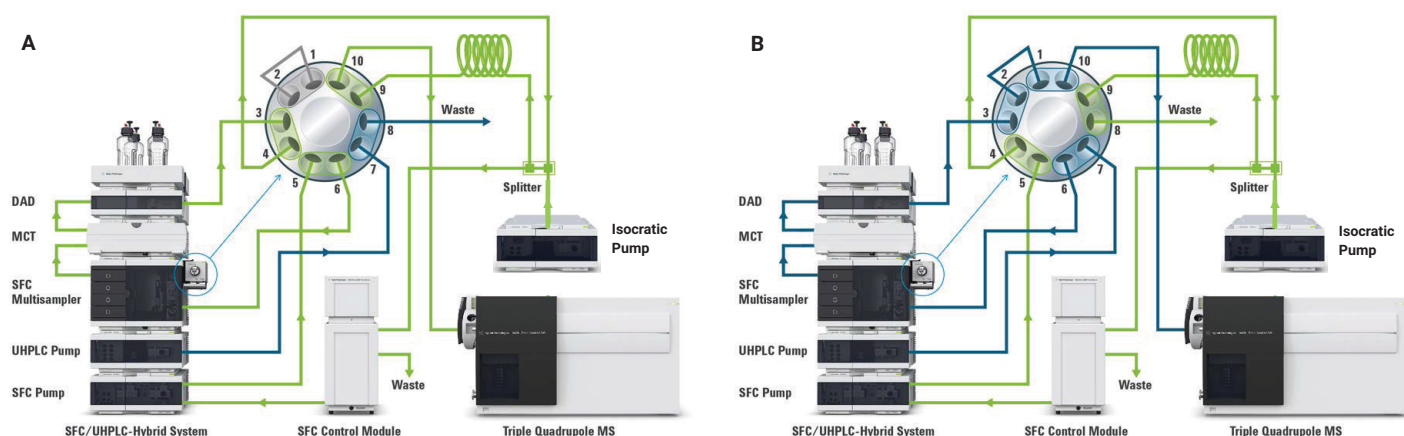 A
1
10
2
9
3
8
Waste
4
7
5
6
Splitter
DAD
MCT
Isocratic
Pump
SFC
Multisampler
UHPLC Pump
SFC Pump
Waste
SFC/UHPLC-Hybrid System
SFC Control Module
Triple Quadrupole MS
B
1
10
2
9
3
8
Waste
4
7
5
6
Splitter
DAD
MCT
Isocratic
Pump
SFC
Multisampler
UHPLC Pump
SFC Pump
Waste
SFC/UHPLC-Hybrid System
SFC Control Module
Triple Quadrupole MS